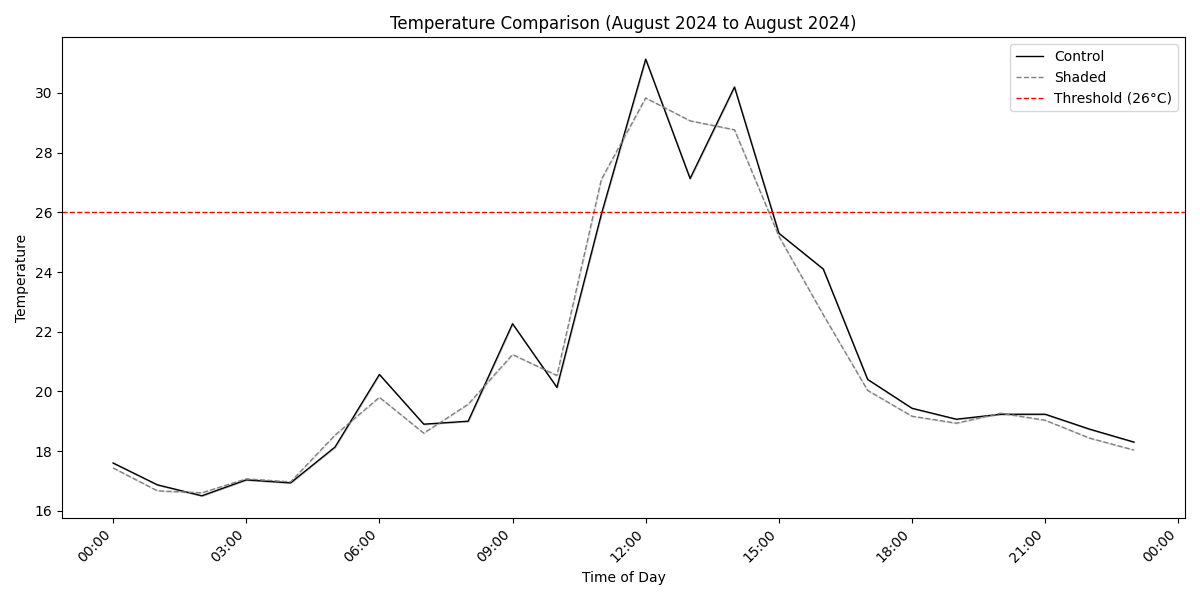 Temperature Comparison (August 2024 to August 2024)
Control
Shaded
Threshold (26°C)
Temperature
30
28
26
24
22
20
18
16
00:00
03:00
06:00
09:00
12:00
15:00
18:00
21:00
00:00
Time of Day